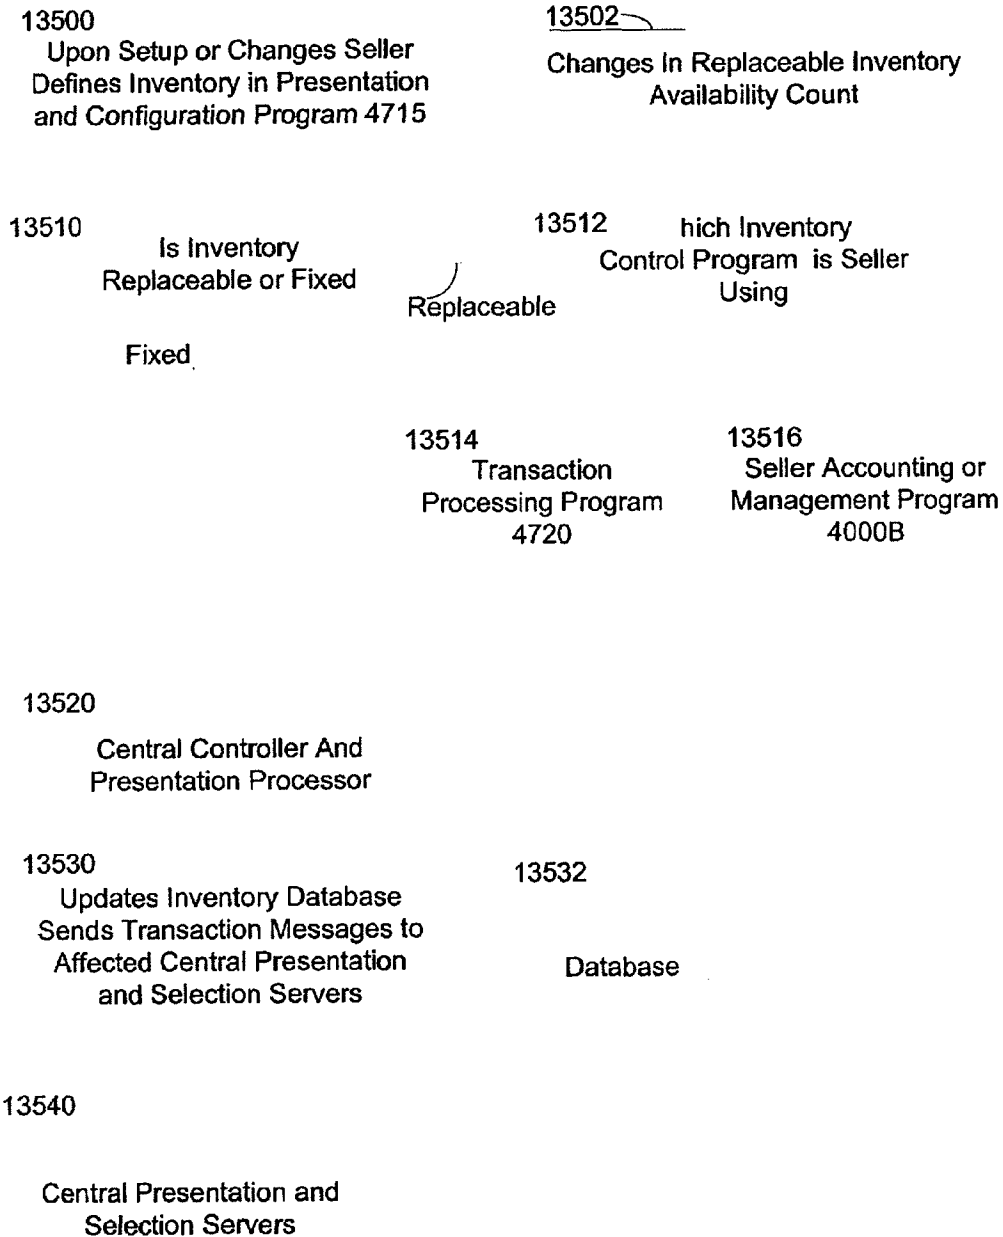 13500
Upon Setup or Changes Seller
Defines Inventory in Presentation
and Configuration Program 4715
13502
Changes In Replaceable Inventory
Availability Count
13510
Is Inventory
Replaceable or Fixed
Replaceable
Fixed
13512
hich Inventory
Control Program is Seller
Using
13514
Transaction
Processing Program
4720
13516
Seller Accounting or
Management Program
4000B
13520
Central Controller And
Presentation Processor
13530
Updates Inventory Database
Sends Transaction Messages to
Affected Central Presentation
and Selection Servers
13532
Database
13540
Central Presentation and
Selection Servers